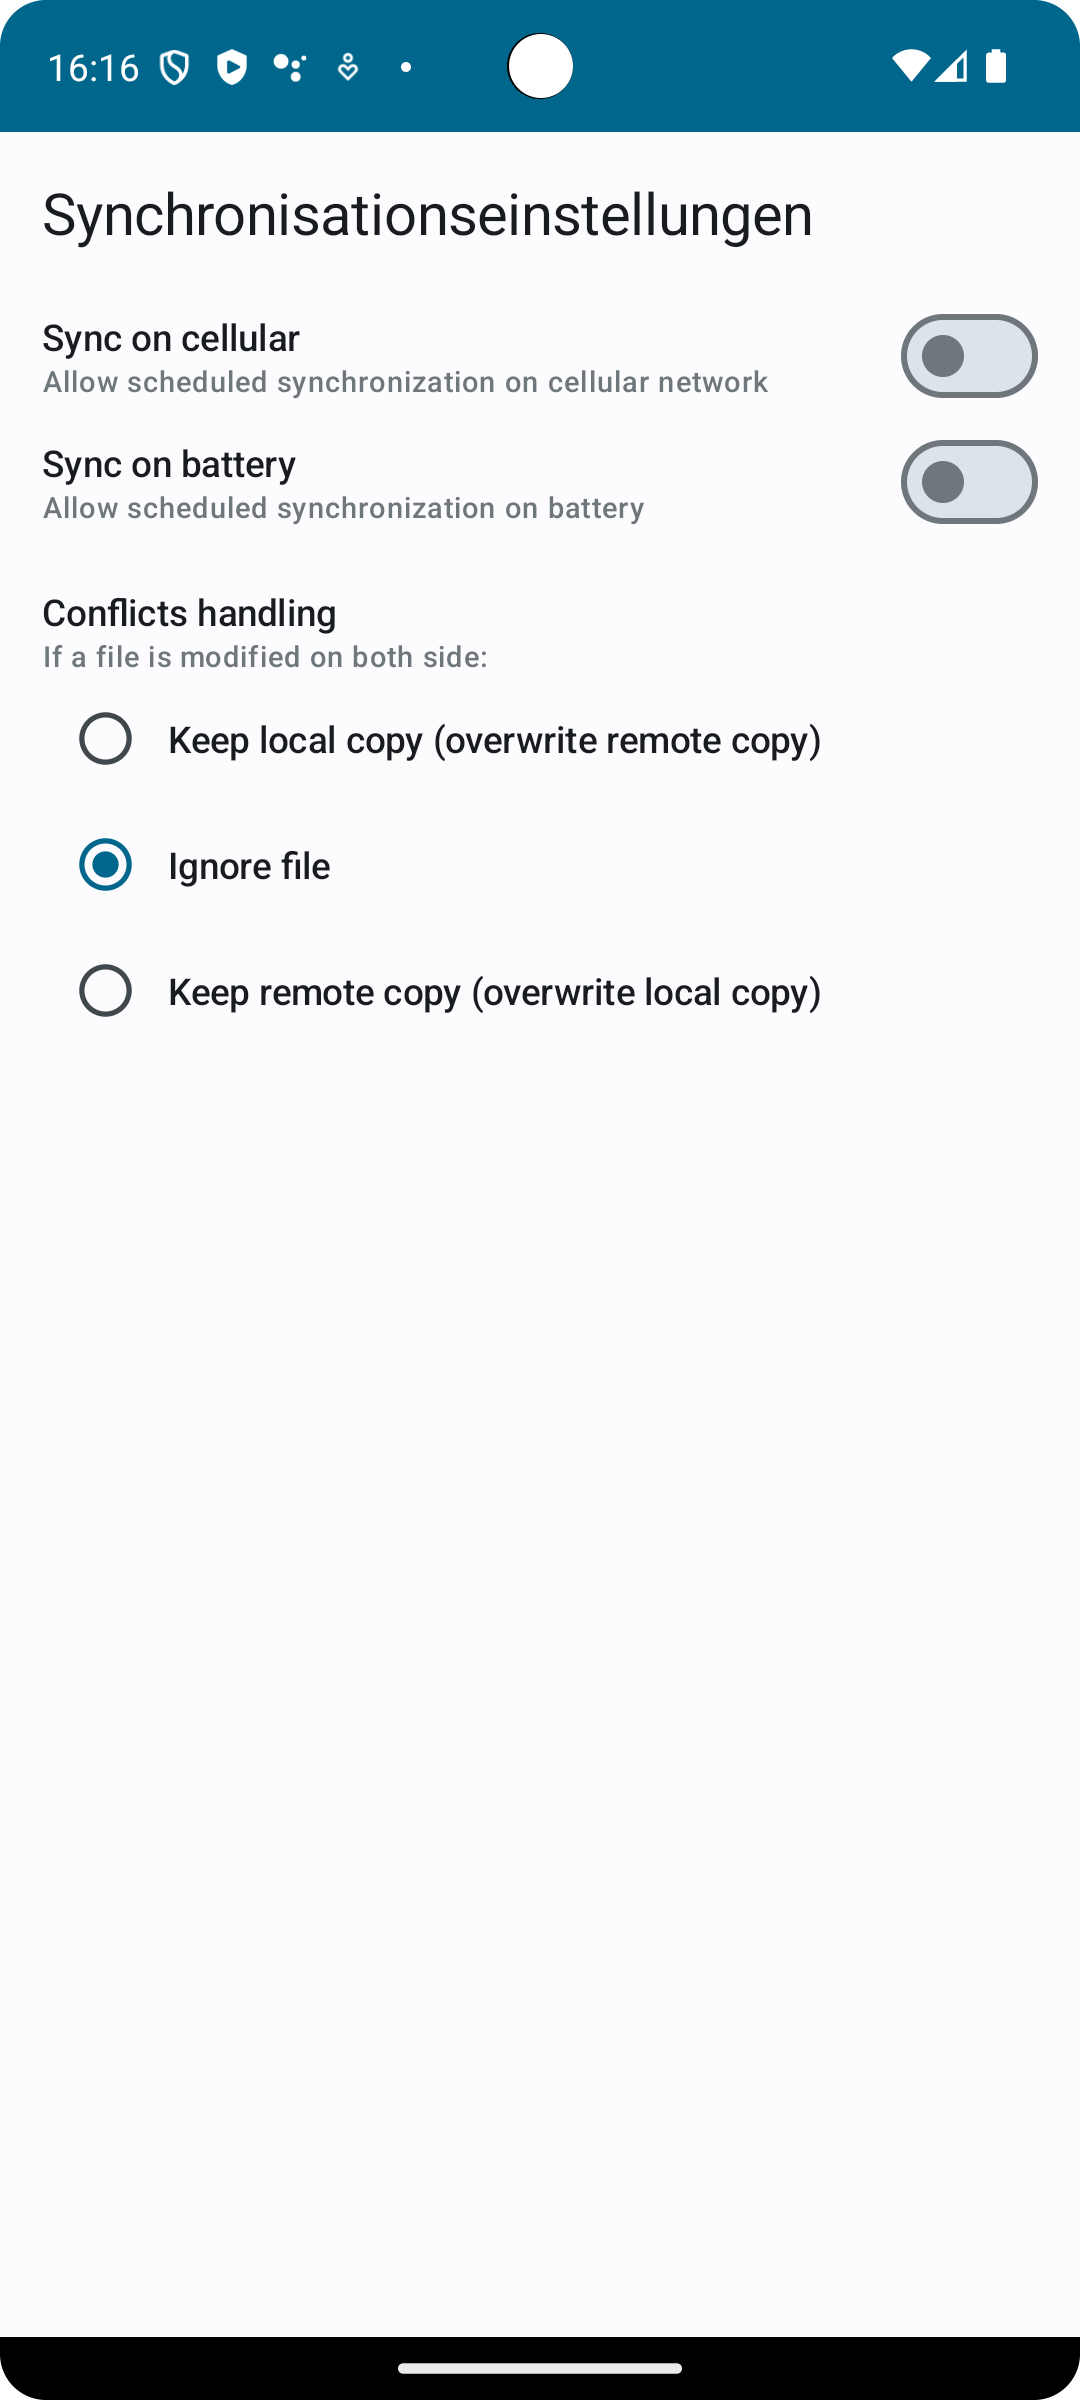 16:16
Synchronisationseinstellungen
Sync on cellular
Allow scheduled synchronization on cellular network
Sync on battery
Allow scheduled synchronization on battery
Conflicts handling
If a file is modified on both side:
Keep local copy (overwrite remote copy)
Ignore file
Keep remote copy (overwrite local copy)